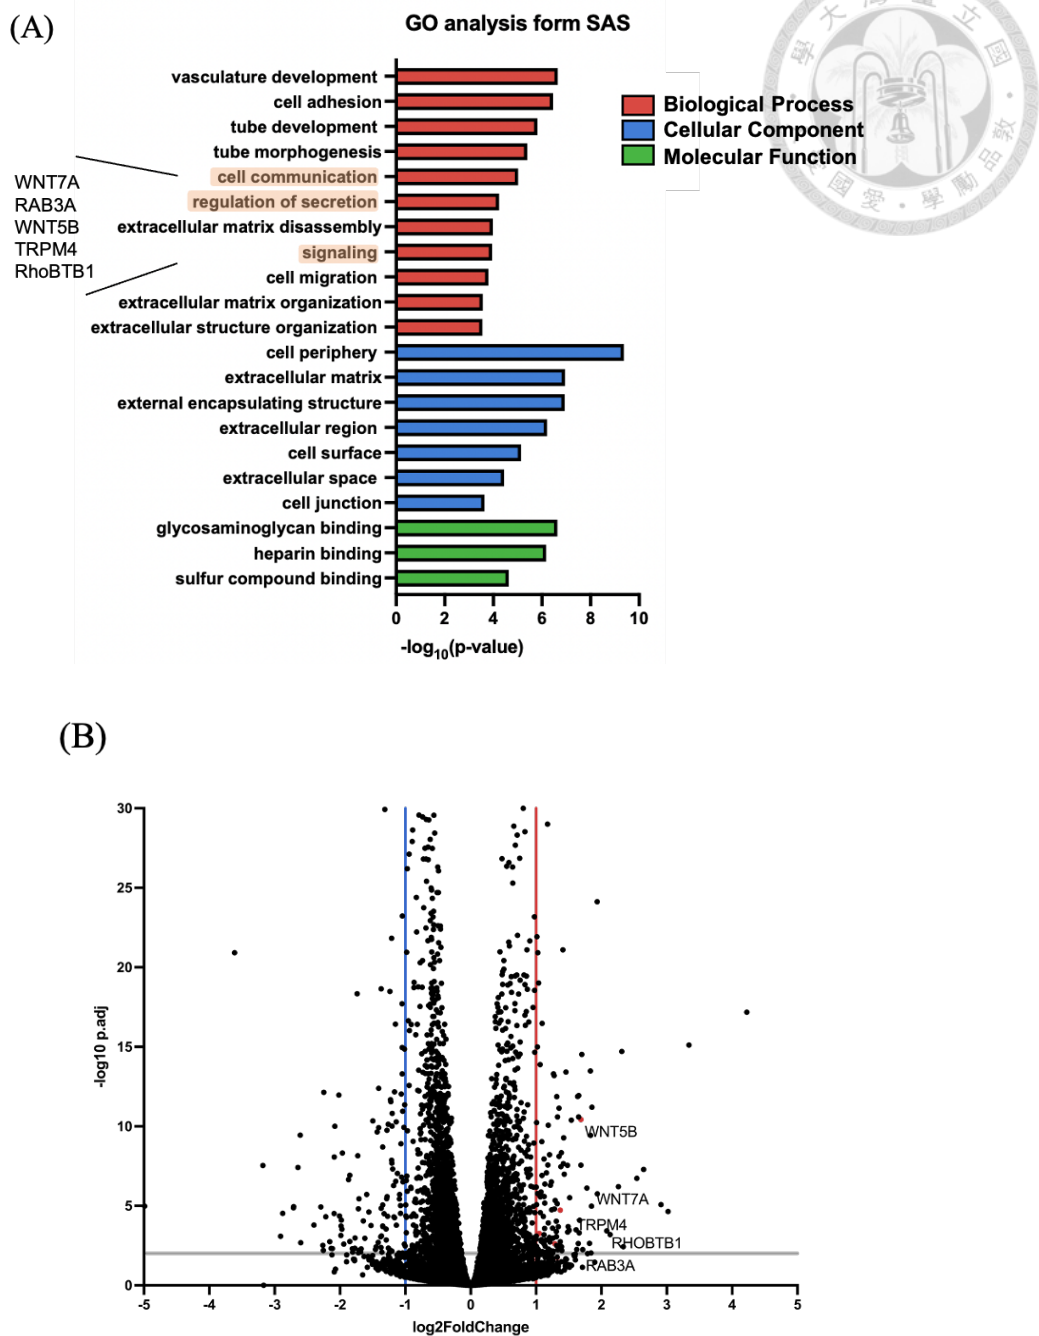 (A)
GO analysis form SAS
vasculature development
cell adhesion
tube development
tube morphogenesis
cell communication
regulation of secretion
extracellular matrix disassembly
signaling
cell migration
extracellular matrix organization
extracellular structure organization
cell periphery
extracellular matrix
external encapsulating structure
extracellular region
cell surface
extracellular space
cell junction
glycosaminoglycan binding
heparin binding
sulfur compound binding
WNT7A
RAB3A
WNT5B
TRPM4
RhoBTB1
Biological Process
Cellular Component
Molecular Function
0 2 4 6 8 10
-log10(p-value)
(B)
30
25
20
15
10
5
0
-log10 p.adj
WNT5B
WNT7A
TRPM4
RHOBTB1
RAB3A
-5 -4 -3 -2 -1 0 1 2 3 4 5
log2FoldChange